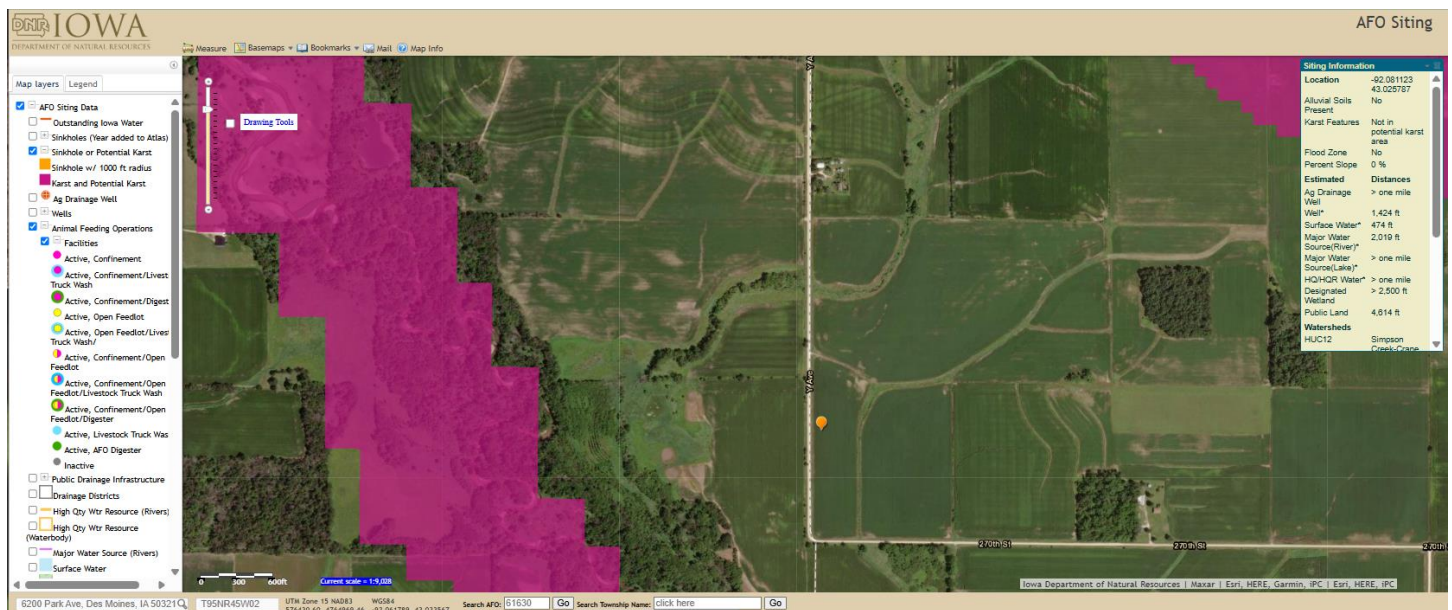 DNR IOWA
DEPARTMENT OF NATURAL RESOURCES
AFO Siting
Measure Basemaps Bookmarks Mail Map Info
Map layers Legend
AFO Siting Data
Outstanding Iowa Water
Sinkholes (Year added to Atlas)
Sinkhole or Potential Karst
Sinkhole w/ 1000 ft radius
Karst and Potential Karst
Ag Drainage Well
Wells
Animal Feeding Operations
Facilities
Active, Confinement
Active, Confinement/Livest
Truck Wash
Active, Confinement/Digest
Active, Open Feedlot
Active, Open Feedlot/Livest
Truck Wash/
Active, Confinement/Open
Feedlot
Active, Confinement/Open
Feedlot/Livestock Truck Wash
Active, Confinement/Open
Feedlot/Digester
Active, Livestock Truck Was
Active, AFO Digester
Inactive
Public Drainage Infrastructure
Drainage Districts
High Qty Wtr Resource (Rivers)
High Qty Wtr Resource
(Waterbody)
Major Water Source (Rivers)
Surface Water
Drawing Tools
Y A
Y Ave
270th St
270th St
Siting Information
Location -92.081123
43.025787
Alluvial Soils No
Present
Karst Features Not in
potential karst
area
Flood Zone No
Percent Slope 0 %
Estimated Distances
Ag Drainage > one mile
Well
Well* 1,424 ft
Surface Water* 474 ft
Major Water 2,019 ft
Source(River)*
Major Water > one mile
Source(Lake)*
HQ/HQR Water* > one mile
Designated > 2,500 ft
Wetland
Public Land 4,614 ft
Watersheds
HUC12 Simpson
Creek-Crane
0 300 600ft
Current scale = 1:9,028
Iowa Department of Natural Resources | Maxar | Esri, HERE, Garmin, iPC | Esri, HERE, iPC
6200 Park Ave, Des Moines, IA 50321
T95NR45W02
UTM Zone 15 NAD83 WGS84
Search AFO: 61630 Go Search Township Name: click here Go